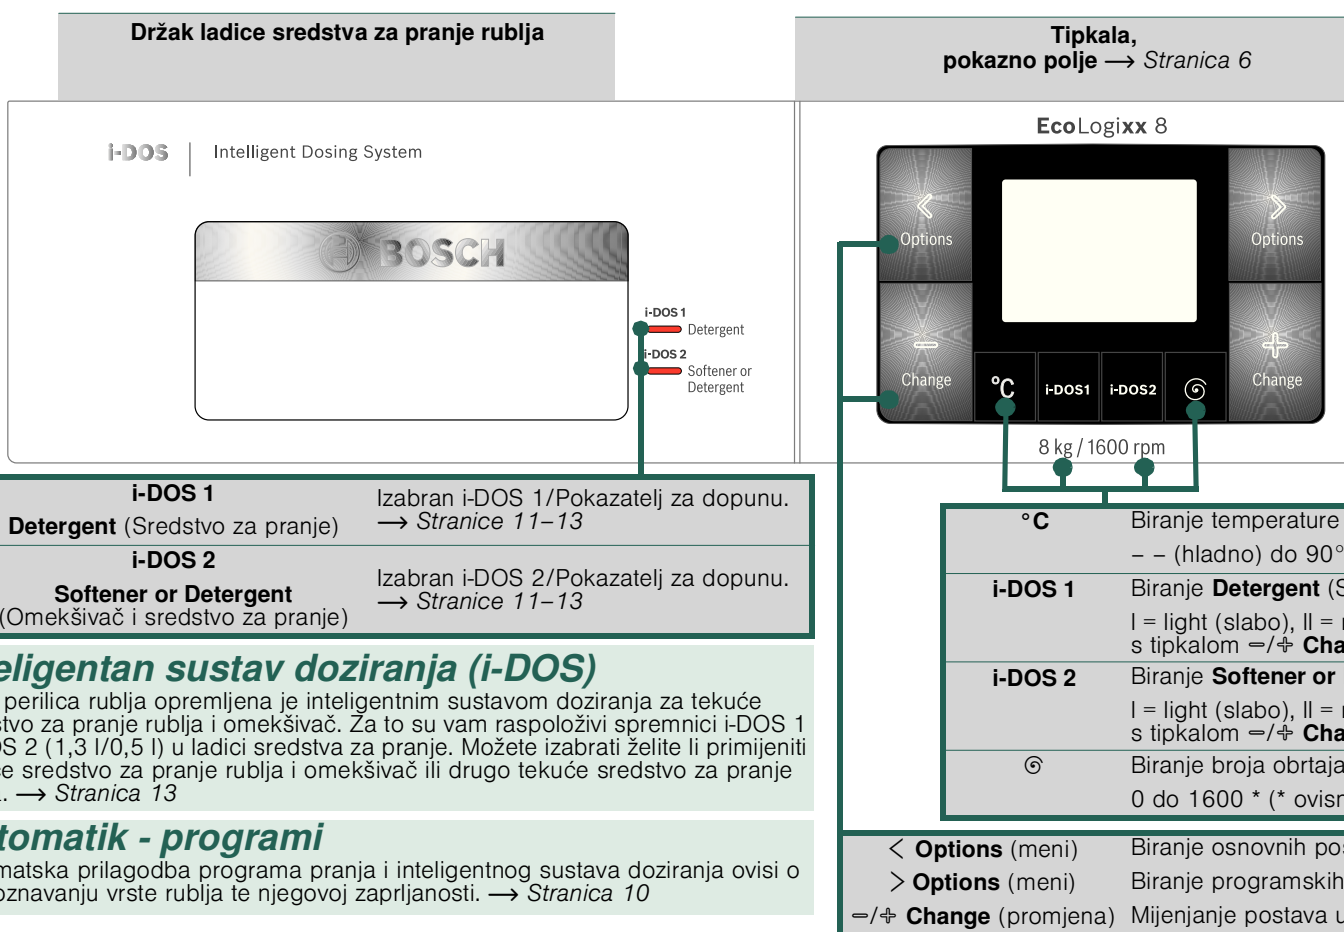 Držak ladice sredstva za pranje rublja
Tipkala,
pokazno polje → Stranica 6
i-DOS | Intelligent Dosing System
BOSCH
i-DOS 1
Detergent
i-DOS 2
Softener or
Detergent
EcoLogixx 8
< Options
> Options
− Change
+ Change
°C i-DOS1 i-DOS2
8 kg / 1600 rpm
i-DOS 1
Detergent (Sredstvo za pranje)
Izabran i-DOS 1/Pokazatelj za dopunu.
→ Stranice 11–13
i-DOS 2
Softener or Detergent
(Omekšivač i sredstvo za pranje)
Izabran i-DOS 2/Pokazatelj za dopunu.
→ Stranice 11–13
eligentan sustav doziranja (i-DOS)
perilica rublja opremljena je inteligentnim sustavom doziranja za tekuće
stvo za pranje rublja i omekšivač. Za to su vam raspoloživi spremnici i-DOS 1
OS 2 (1,3 l/0,5 l) u ladici sredstva za pranje. Možete izabrati želite li primijeniti
će sredstvo za pranje rublja i omekšivač ili drugo tekuće sredstvo za pranje
. → Stranica 13
tomatik - programi
matska prilagodba programa pranja i inteligentnog sustava doziranja ovisi o
oznavanju vrste rublja te njegovoj zaprljanosti. → Stranica 10
°C Biranje temperature
– – (hladno) do 90°
i-DOS 1 Biranje Detergent (S
I = light (slabo), II =
s tipkalom −/+ Cha
i-DOS 2 Biranje Softener or
I = light (slabo), II =
s tipkalom −/+ Cha
Biranje broja obrtaja
0 do 1600 * (* ovisn
< Options (meni) Biranje osnovnih pos
> Options (meni) Biranje programskih
−/+ Change (promjena) Mijenjanje postava u